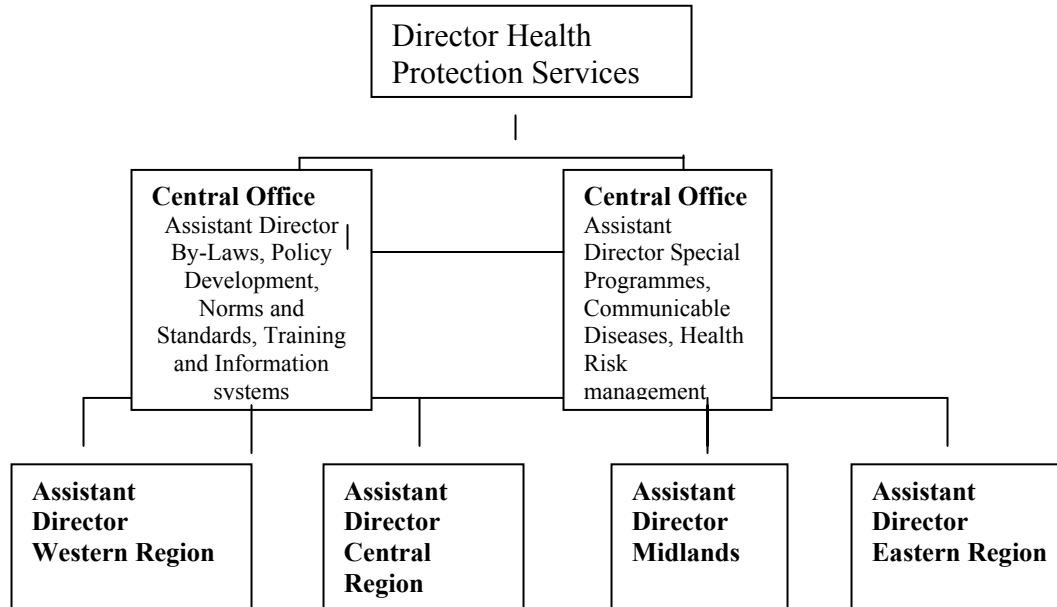 Director Health
Protection Services
Central Office
Assistant Director
By-Laws, Policy
Development,
Norms and
Standards, Training
and Information
systems
Central Office
Assistant
Director Special
Programmes,
Communicable
Diseases, Health
Risk
management
Assistant
Director
Western Region
Assistant
Director
Central
Region
Assistant
Director
Midlands
Assistant
Director
Eastern Region